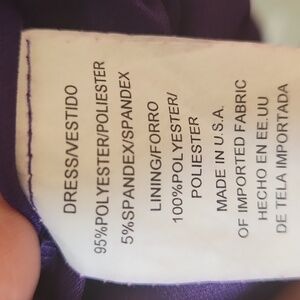 DRESS/VESTIDO
95%POLYESTER/POLIESTER
5%SPANDEX/SPANDEX
LINING/FORRO
100%POLYESTER/
POLIESTER
MADE IN U.S.A.
OF IMPORTED FABRIC
HECHO EN EE.UU
DE TELA IMPORTADA